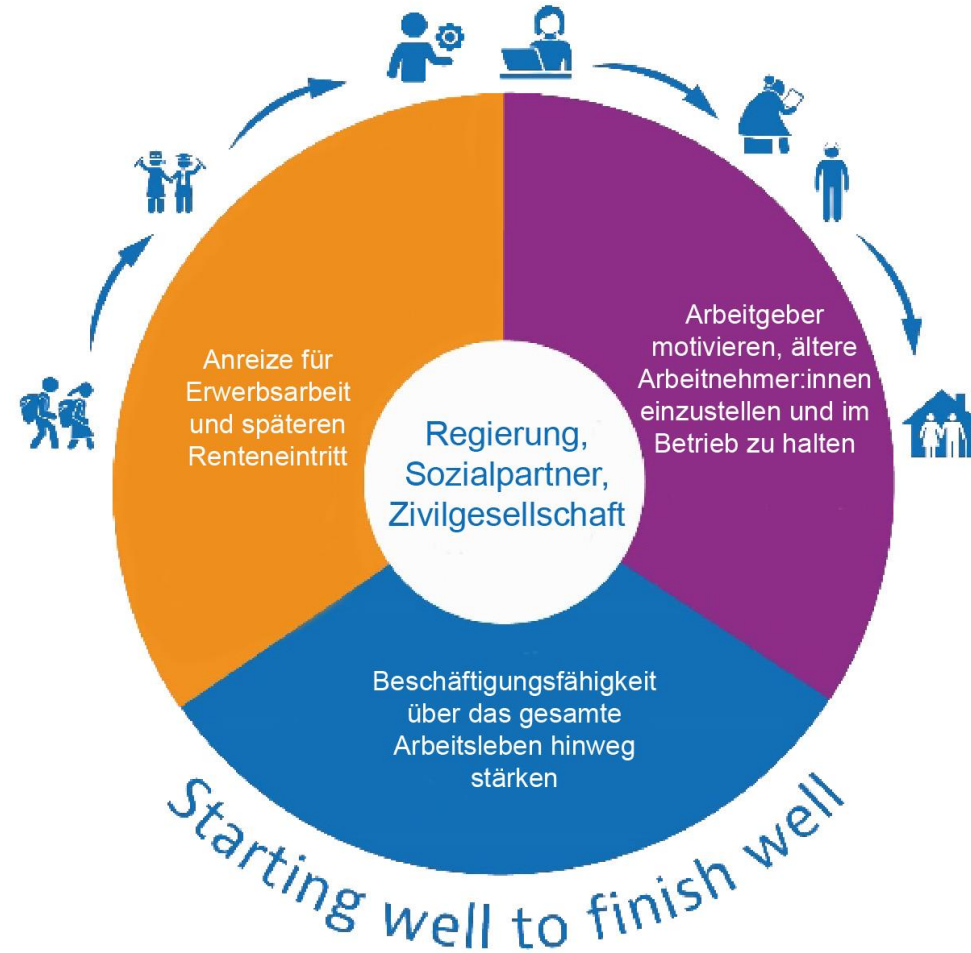 Anreize für
Erwerbsarbeit
und späteren
Renteneintritt
Arbeitgeber
motivieren, ältere
Arbeitnehmer:innen
einzustellen und im
Betrieb zu halten
Regierung,
Sozialpartner,
Zivilgesellschaft
Beschäftigungsfähigkeit
über das gesamte
Arbeitsleben hinweg
stärken
Starting well to finish well